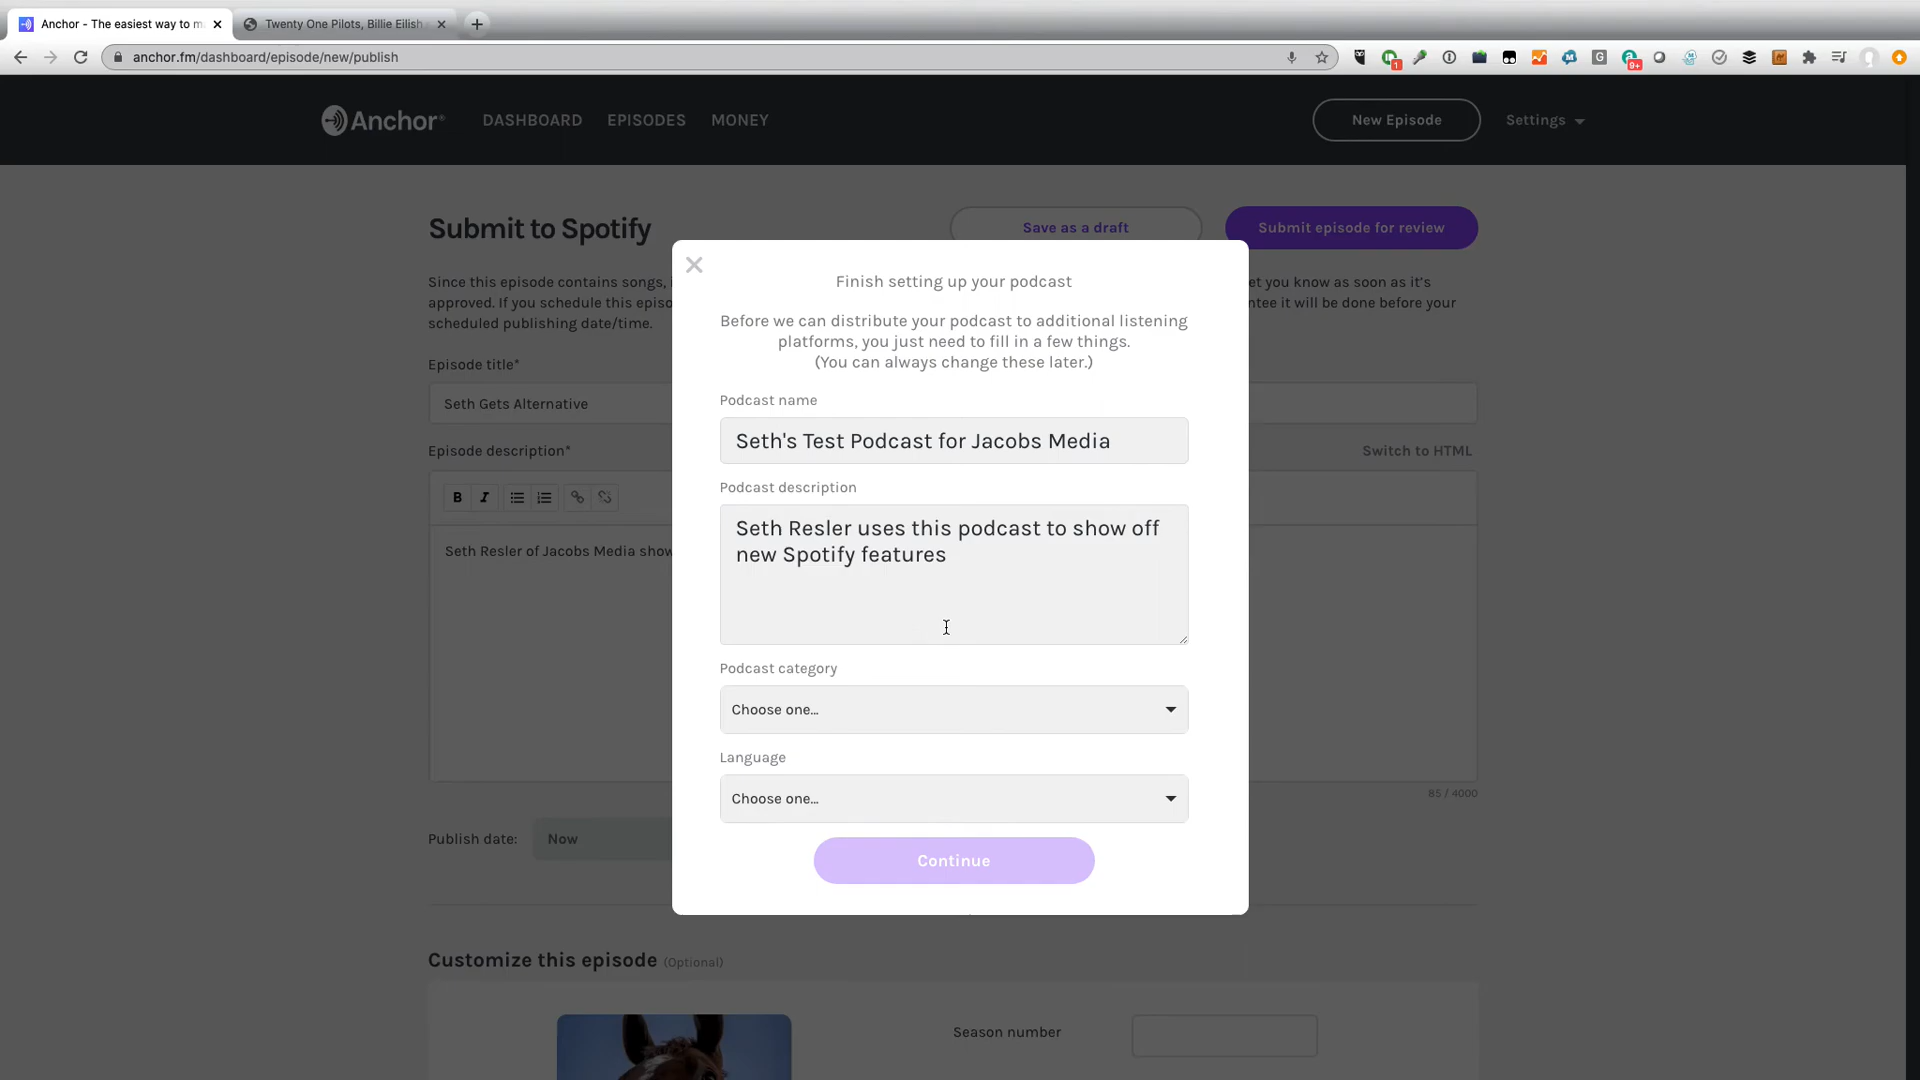 Anchor - The easiest way to m
Twenty One Pilots, Billie Eilish
anchor.fm/dashboard/episode/new/publish
1
G
9+
Anchor
DASHBOARD
EPISODES
MONEY
New Episode
Settings
Submit to Spotify
Save as a draft
Submit episode for review
Since this episode contains songs,
et you know as soon as it's
approved. If you schedule this episo
ntee it will be done before your
scheduled publishing date/time.
Episode title*
Seth Gets Alternative
Episode description*
Switch to HTML
B I
Seth Resler of Jacobs Media show
85 / 4000
Publish date:
Now
Finish setting up your podcast
Before we can distribute your podcast to additional listening
platforms, you just need to fill in a few things.
(You can always change these later.)
Podcast name
Seth's Test Podcast for Jacobs Media
Podcast description
Seth Resler uses this podcast to show off
new Spotify features
Podcast category
Choose one...
Language
Choose one...
Continue
Customize this episode (Optional)
Season number